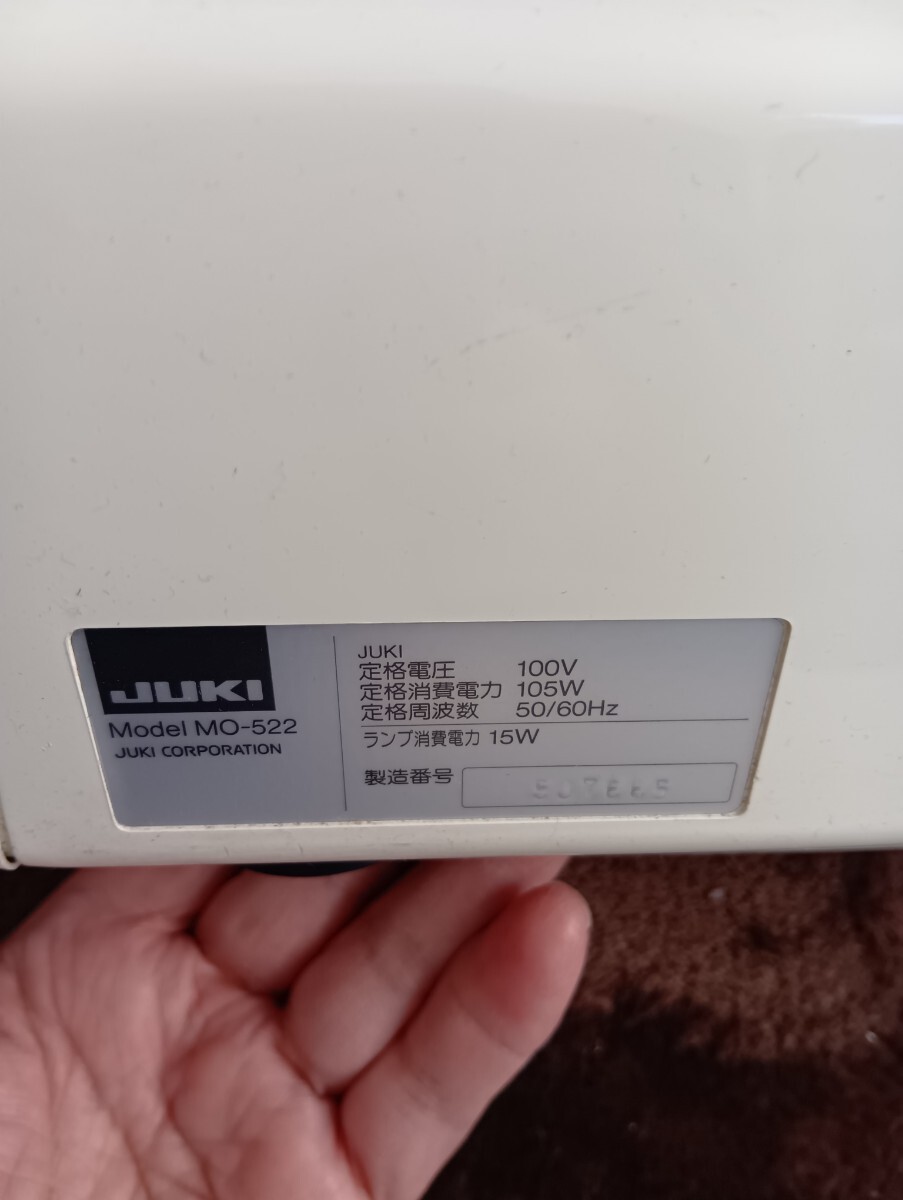 JUKI
Model MO-522
JUKI CORPORATION
JUKI
定格電圧 100V
定格消費電力 105W
定格周波数 50/60Hz
ランプ消費電力 15W
製造番号